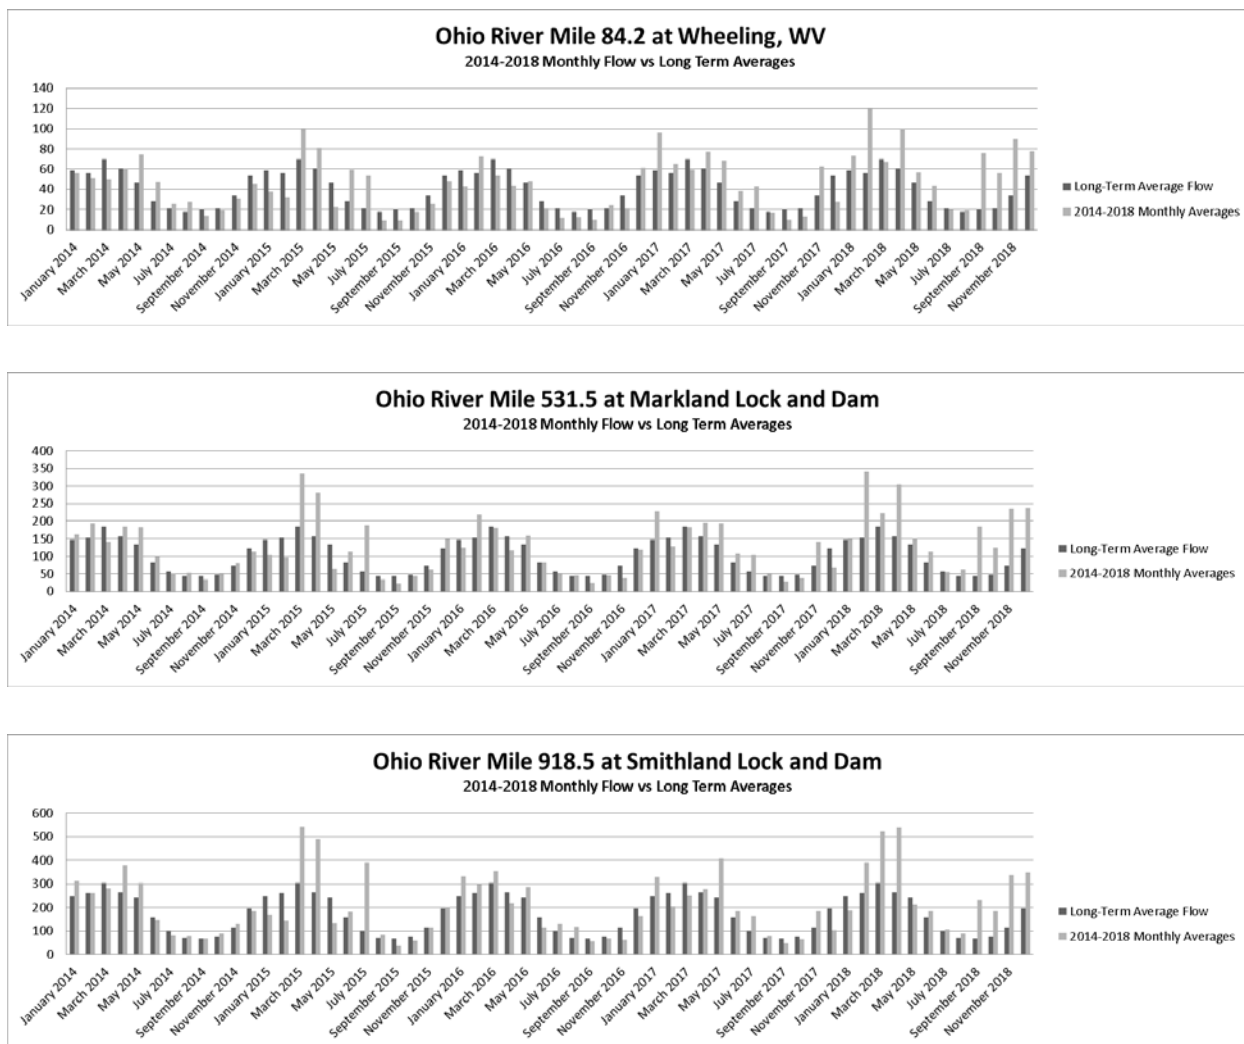 Ohio River Mile 84.2 at Wheeling, WV
2014-2018 Monthly Flow vs Long Term Averages
140
120
100
80
60
40
20
0
January 2014
March 2014
May 2014
July 2014
September 2014
November 2014
January 2015
March 2015
May 2015
July 2015
September 2015
November 2015
January 2016
March 2016
May 2016
July 2016
September 2016
November 2016
January 2017
March 2017
May 2017
July 2017
September 2017
November 2017
January 2018
March 2018
May 2018
July 2018
September 2018
November 2018
Long-Term Average Flow
2014-2018 Monthly Averages
Ohio River Mile 531.5 at Markland Lock and Dam
2014-2018 Monthly Flow vs Long Term Averages
400
350
300
250
200
150
100
50
0
January 2014
March 2014
May 2014
July 2014
September 2014
November 2014
January 2015
March 2015
May 2015
July 2015
September 2015
November 2015
January 2016
March 2016
May 2016
July 2016
September 2016
November 2016
January 2017
March 2017
May 2017
July 2017
September 2017
November 2017
January 2018
March 2018
May 2018
July 2018
September 2018
November 2018
Long-Term Average Flow
2014-2018 Monthly Averages
Ohio River Mile 918.5 at Smithland Lock and Dam
2014-2018 Monthly Flow vs Long Term Averages
600
500
400
300
200
100
0
January 2014
March 2014
May 2014
July 2014
September 2014
November 2014
January 2015
March 2015
May 2015
July 2015
September 2015
November 2015
January 2016
March 2016
May 2016
July 2016
September 2016
November 2016
January 2017
March 2017
May 2017
July 2017
September 2017
November 2017
January 2018
March 2018
May 2018
July 2018
September 2018
November 2018
Long-Term Average Flow
2014-2018 Monthly Averages